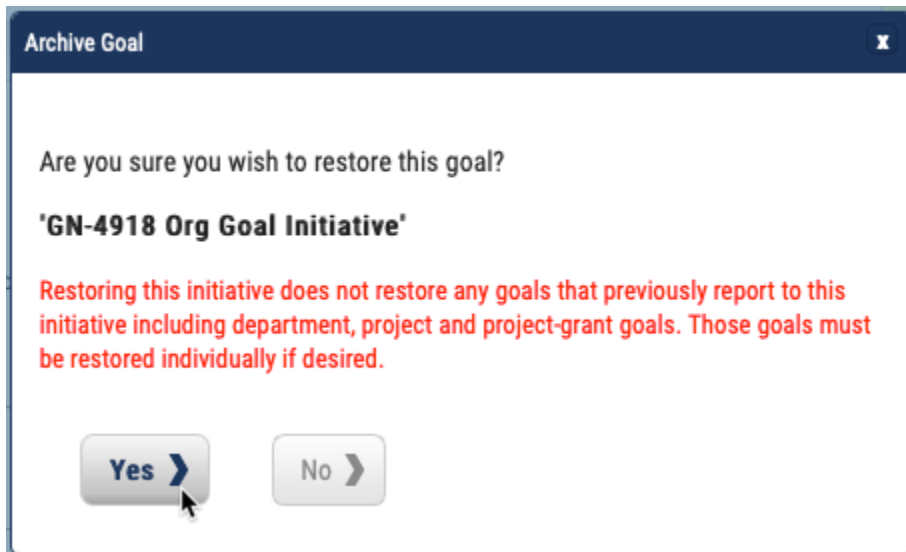 Archive Goal
x
Are you sure you wish to restore this goal?
'GN-4918 Org Goal Initiative'
Restoring this initiative does not restore any goals that previously report to this
initiative including department, project and project-grant goals. Those goals must
be restored individually if desired.
Yes ❯ No ❯